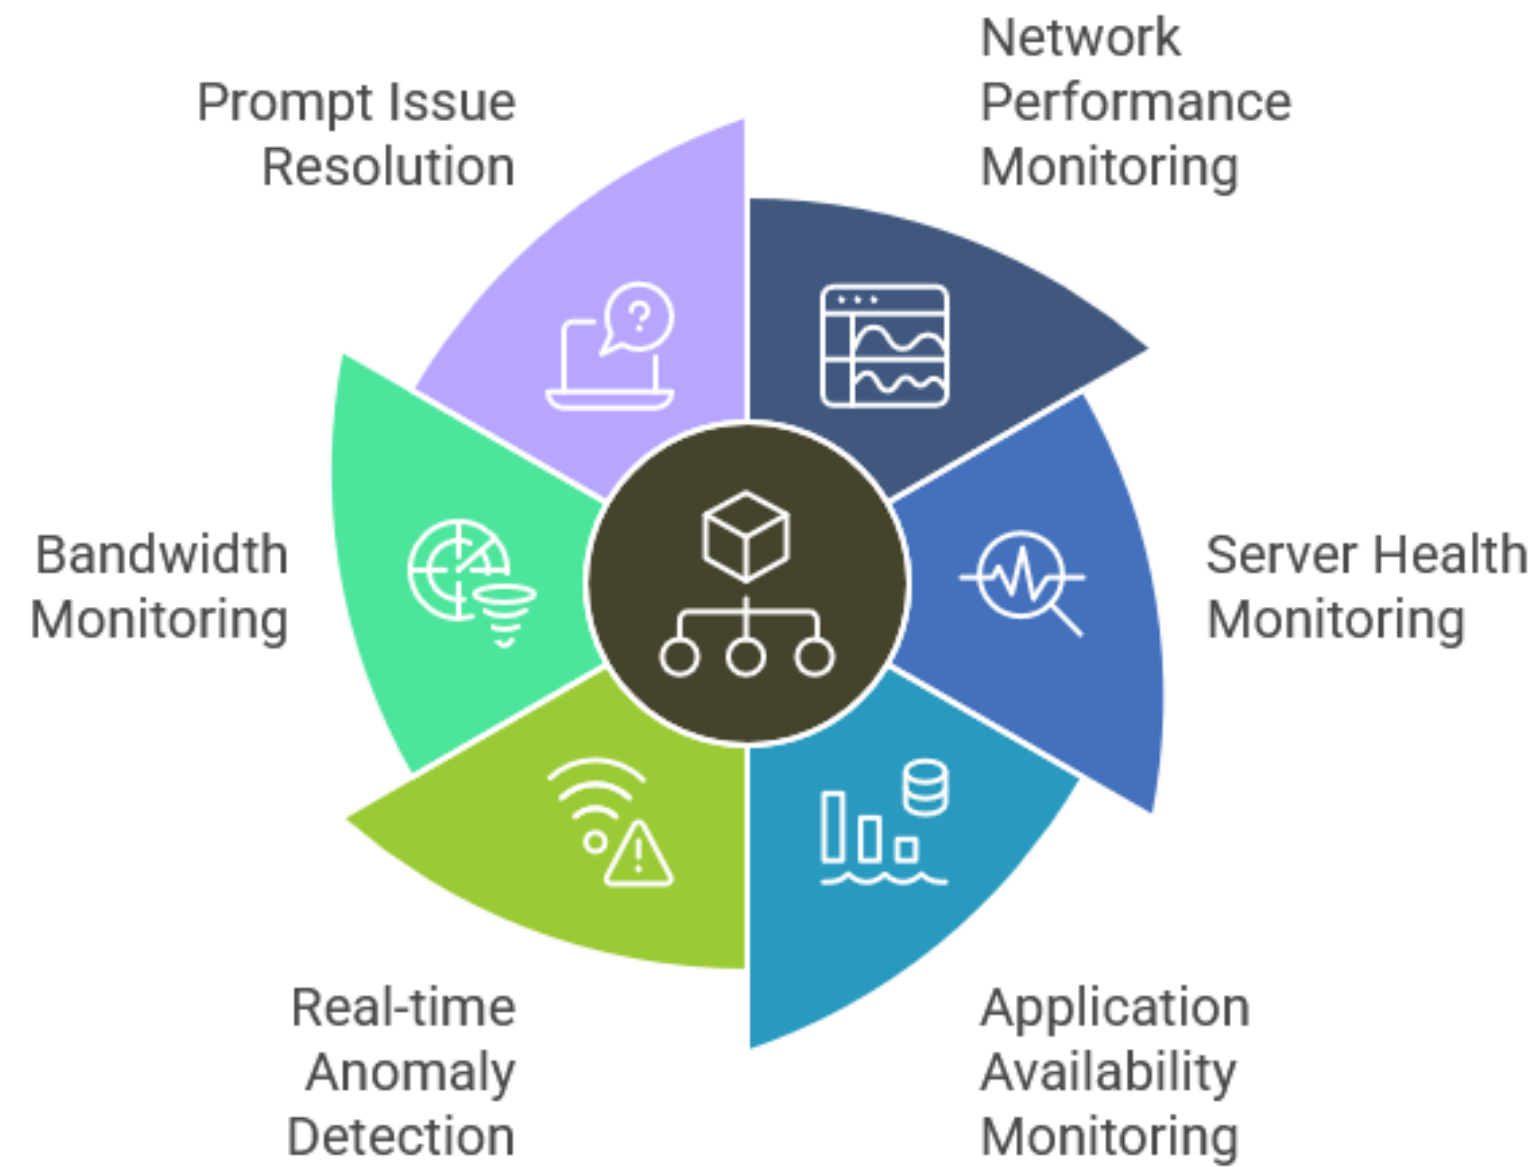 Network
Performance
Monitoring
Prompt Issue
Resolution
Server Health
Monitoring
Bandwidth
Monitoring
Application
Availability
Monitoring
Real-time
Anomaly
Detection